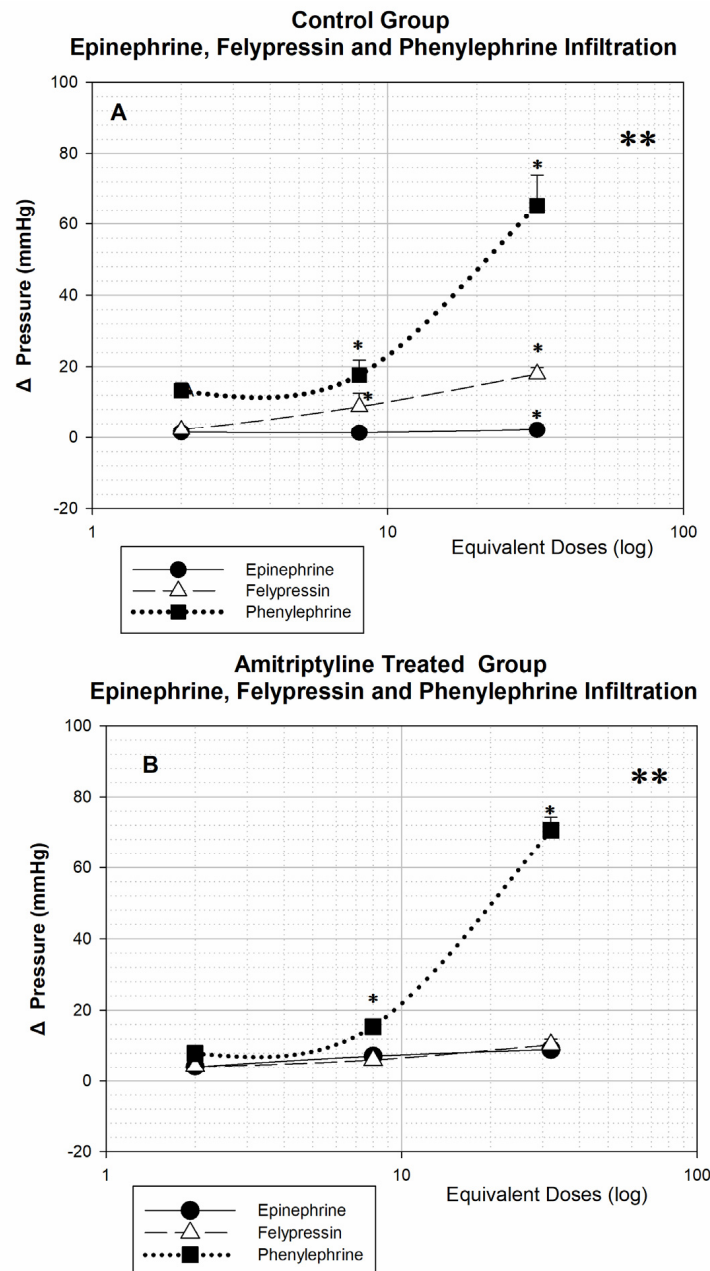 Control Group
Epinephrine, Felypressin and Phenylephrine Infiltration
100
A
**
80
*
60
Δ Pressure (mmHg)
40
*
*
20
*
*
0
-20
1
10
100
Equivalent Doses (log)
Epinephrine
Felypressin
Phenylephrine
Amitriptyline Treated Group
Epinephrine, Felypressin and Phenylephrine Infiltration
100
B
**
80
*
60
Δ Pressure (mmHg)
40
*
20
0
-20
1
10
100
Equivalent Doses (log)
Epinephrine
Felypressin
Phenylephrine